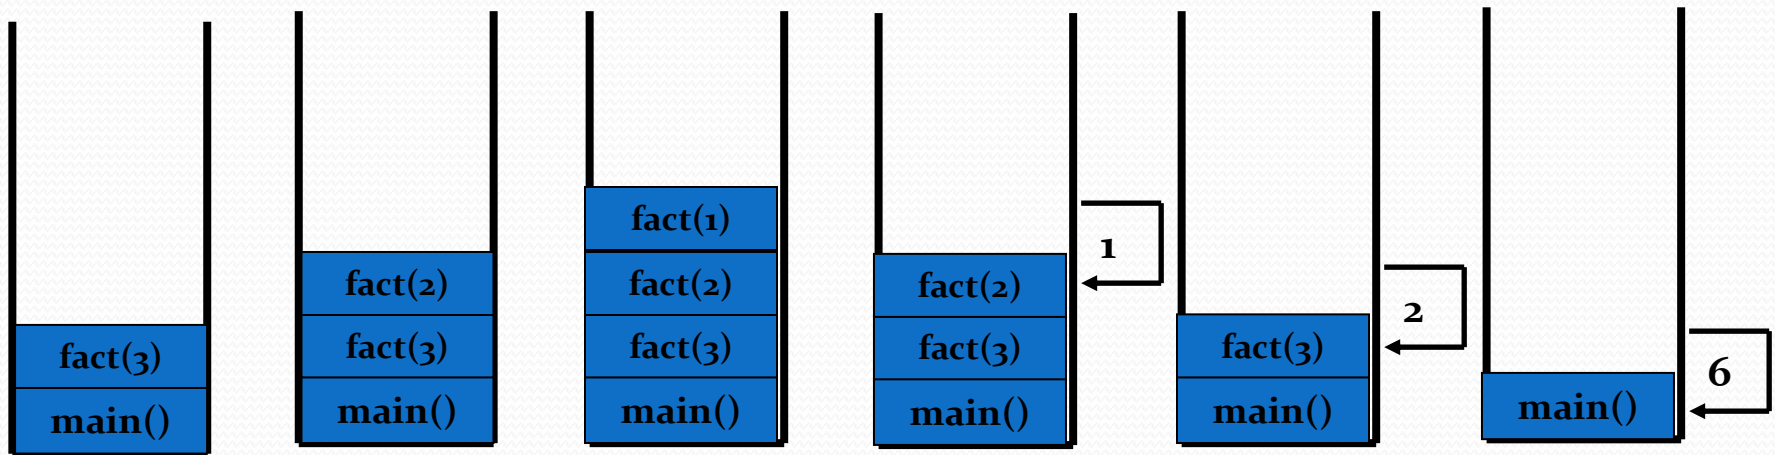 fact(3)
main()
fact(2)
fact(3)
main()
fact(1)
fact(2)
fact(3)
main()
fact(2)
fact(3)
main()
1
fact(3)
main()
2
main()
6